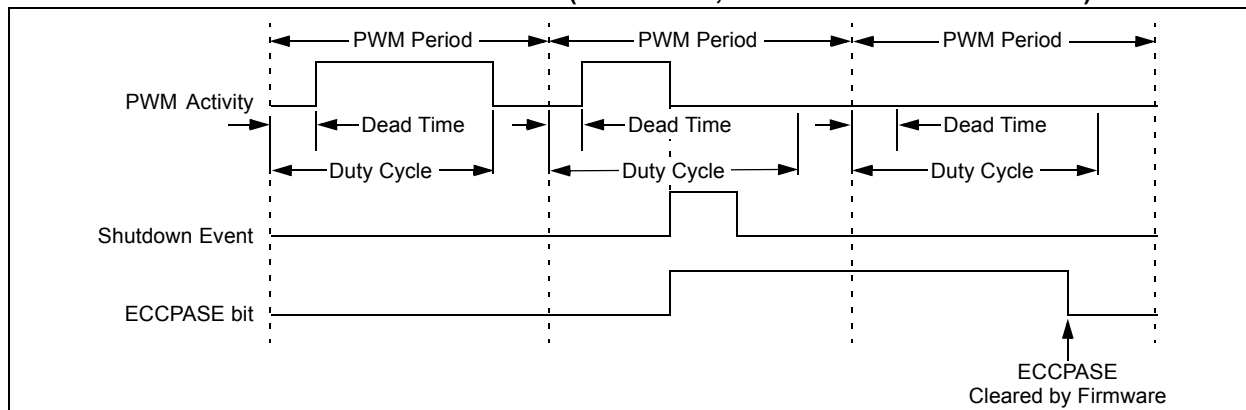 PWM Period PWM Period PWM Period
PWM Activity
Dead Time Dead Time Dead Time
Duty Cycle Duty Cycle Duty Cycle
Shutdown Event
ECCPASE bit
ECCPASE
Cleared by Firmware